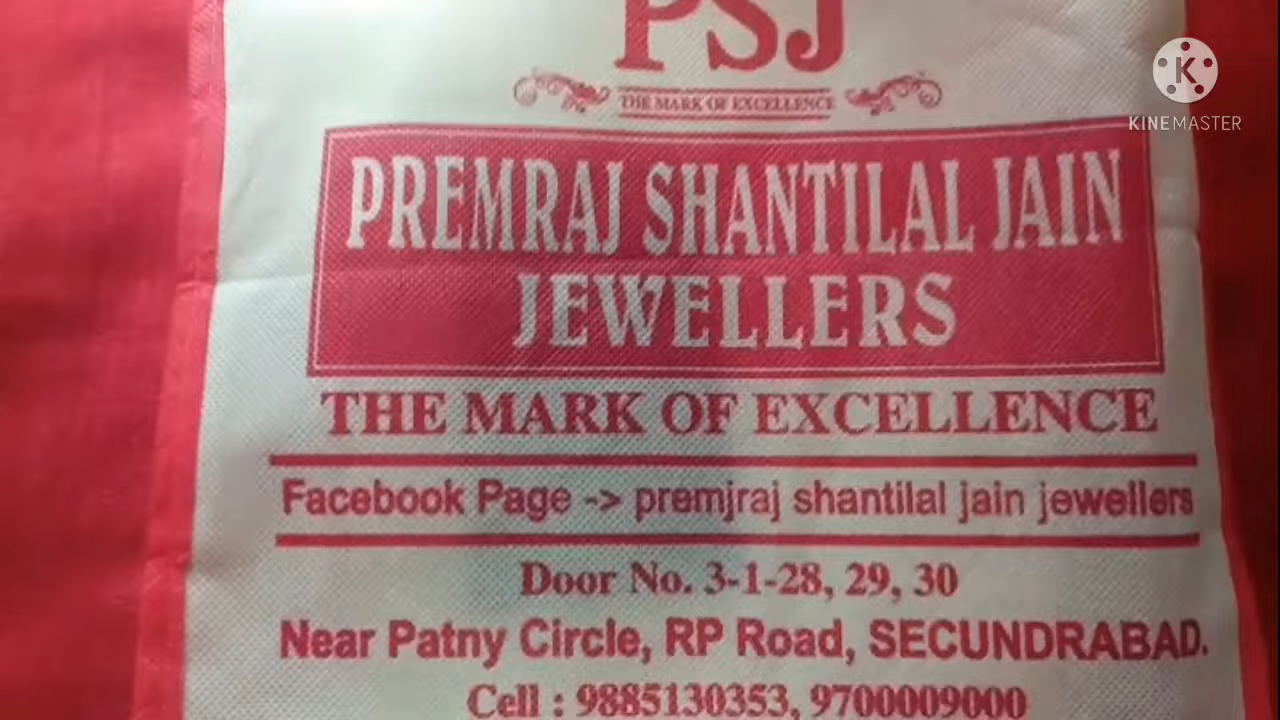 PSJ
THE MARK OF EXCELLENCE
PREMRAJ SHANTILAL JAIN
JEWELLERS
THE MARK OF EXCELLENCE
Facebook Page -> premjraj shantilal jain jewellers
Door No. 3-1-28, 29, 30
Near Patny Circle, RP Road, SECUNDRABAD.
Cell : 9885130353, 9700009000
K
KINEMASTER